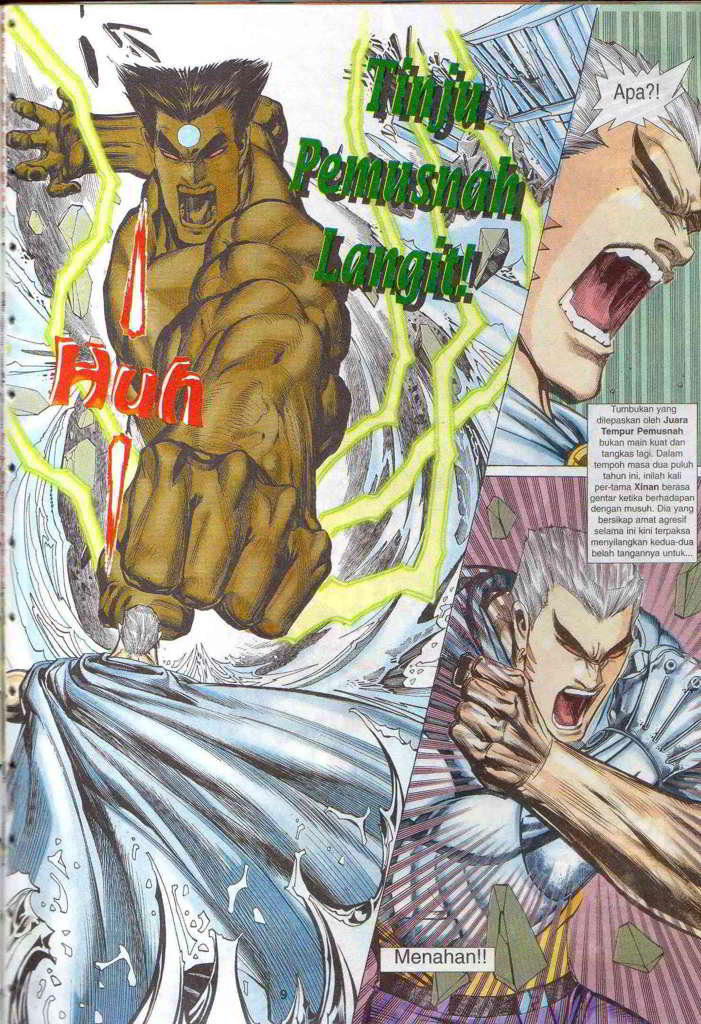 Tinju
Pemusnah
Langit!
Huh
Apa?!
Tumbukan yang
dilepaskan oleh Juara
Tempur Pemusnah
bukan main kuat dan
tangkas lagi. Dalam
tempoh masa dua puluh
tahun ini, inilah kali
per-tama Xinan berasa
gentar ketika berhadapan
dengan musuh. Dia yang
bersikap amat agresif
selama ini kini terpaksa
menyilangkan kedua-dua
belah tangannya untuk...
Menahan!!
9